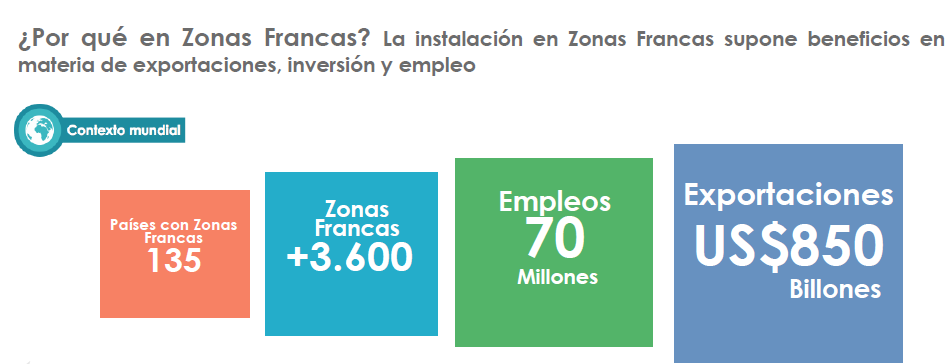 ¿Por qué en Zonas Francas? La instalación en Zonas Francas supone beneficios en
materia de exportaciones, inversión y empleo
Contexto mundial
Países con Zonas
Francas
135
Zonas
Francas
+3.600
Empleos
70
Millones
Exportaciones
US$850
Billones